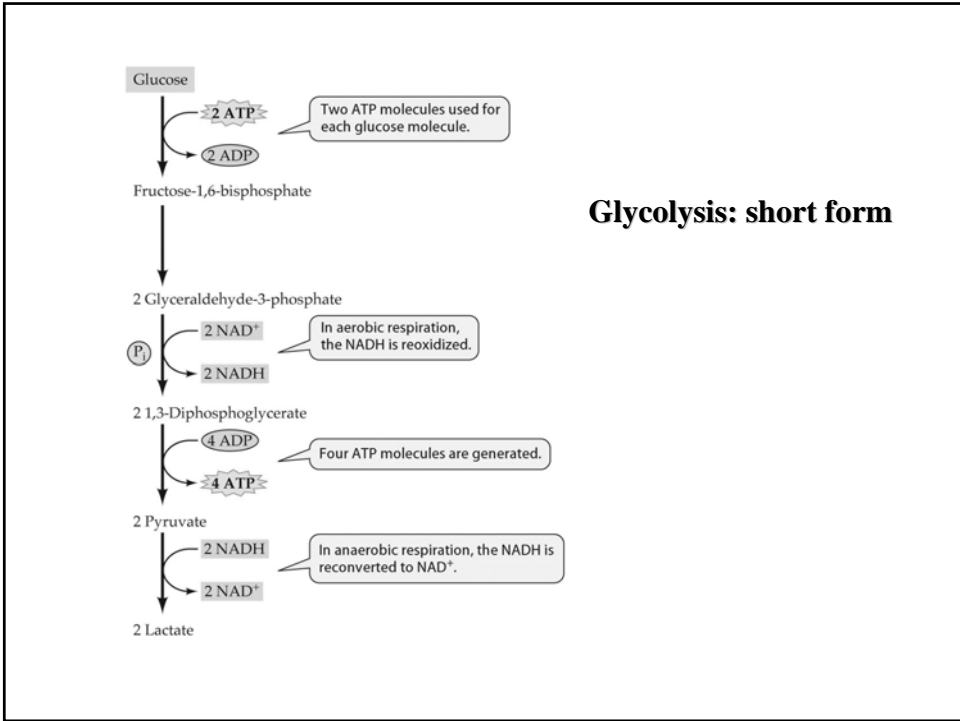 Glucose
2 ATP
Two ATP molecules used for
each glucose molecule.
2 ADP
Fructose-1,6-bisphosphate
Glycolysis: short form
2 Glyceraldehyde-3-phosphate
2 NAD⁺
In aerobic respiration,
the NADH is reoxidized.
Pᵢ
2 NADH
2 1,3-Diphosphoglycerate
4 ADP
Four ATP molecules are generated.
4 ATP
2 Pyruvate
2 NADH
In anaerobic respiration, the NADH is
reconverted to NAD⁺.
2 NAD⁺
2 Lactate